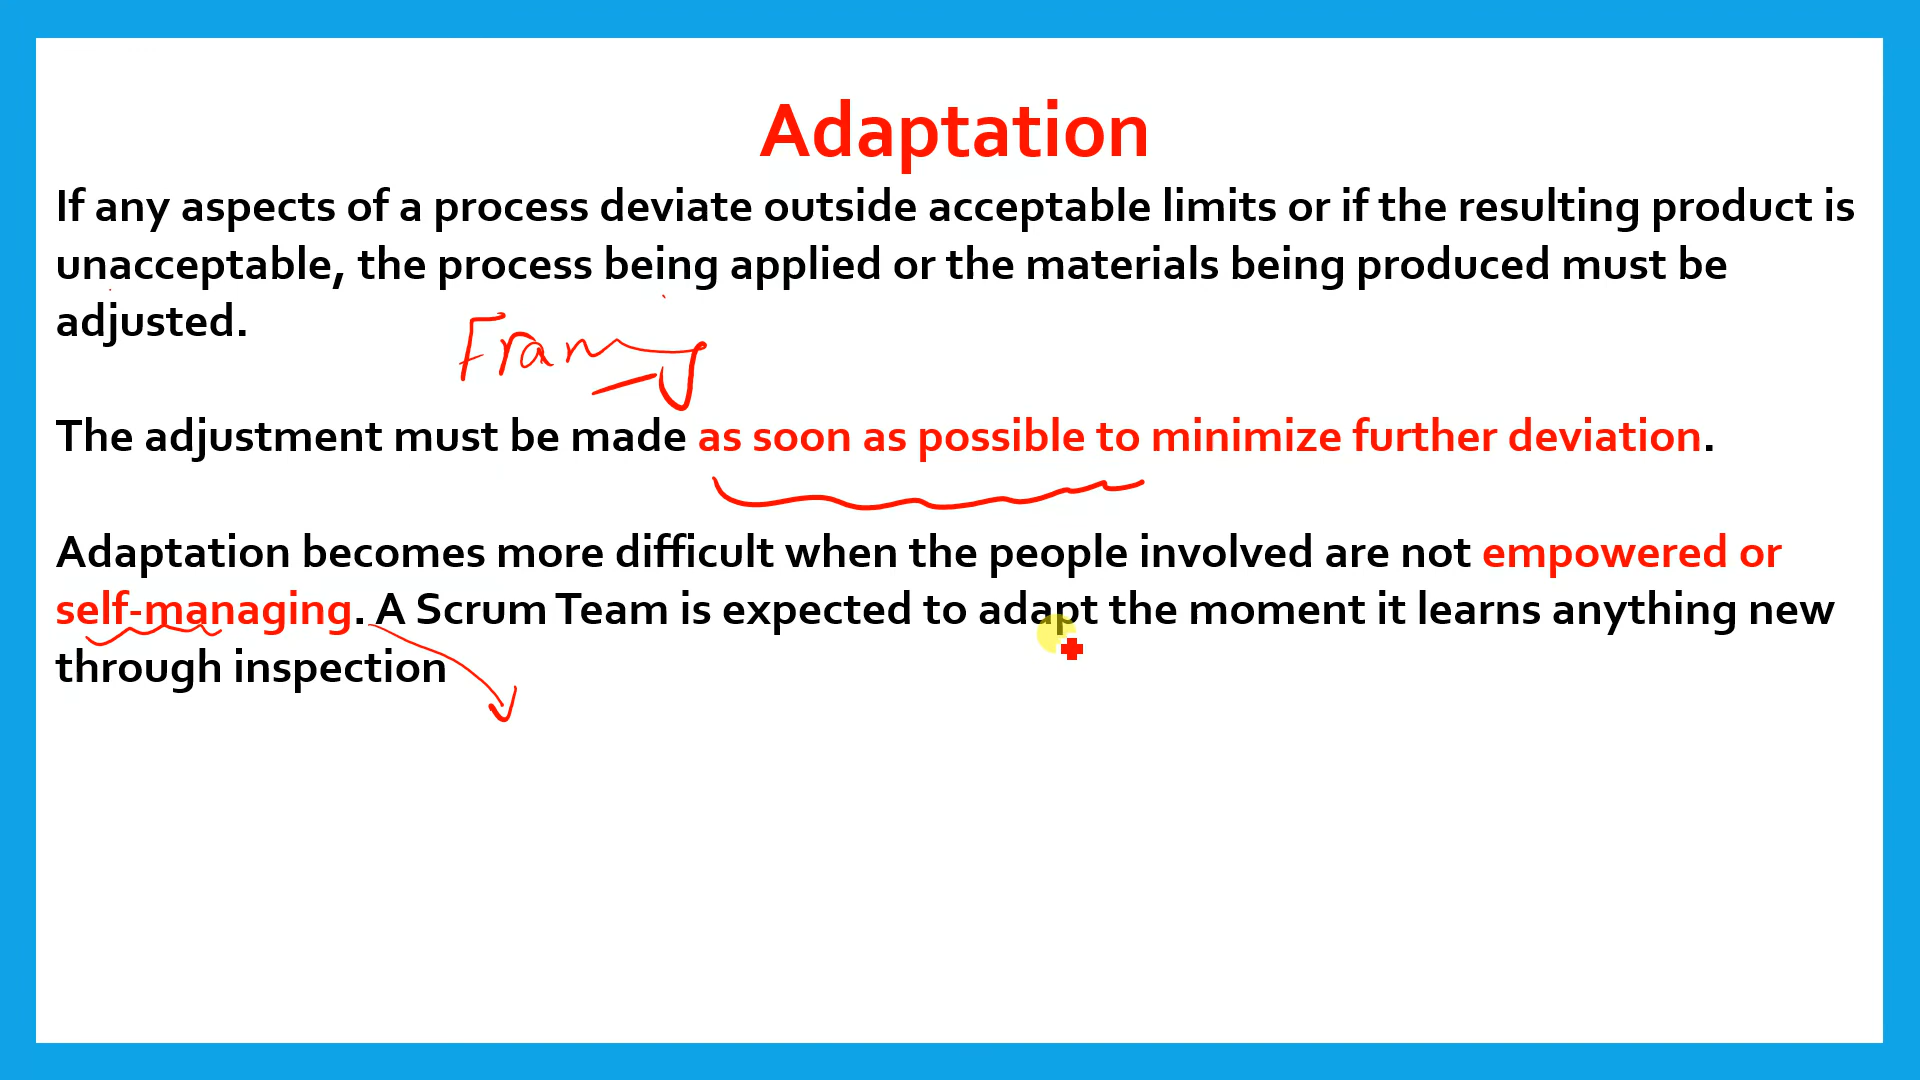 Adaptation
If any aspects of a process deviate outside acceptable limits or if the resulting product is
unacceptable, the process being applied or the materials being produced must be
adjusted.
The adjustment must be made as soon as possible to minimize further deviation.
Adaptation becomes more difficult when the people involved are not empowered or
self-managing. A Scrum Team is expected to adapt the moment it learns anything new
through inspection